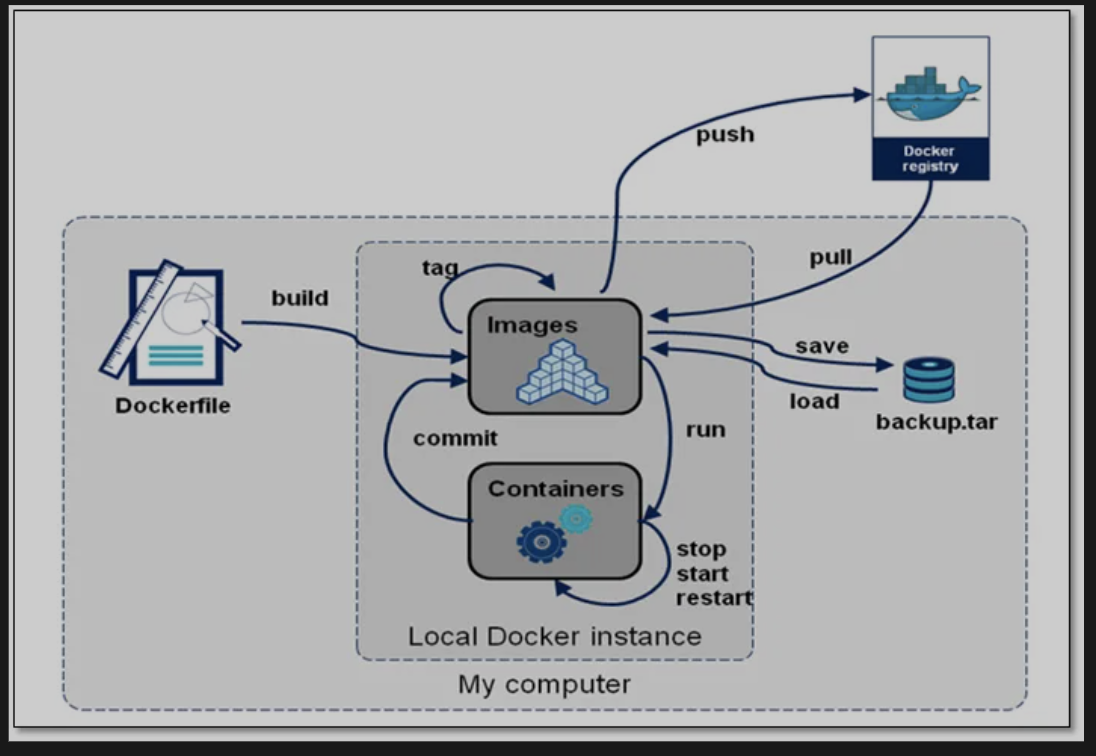 push
Docker
registry
pull
tag
build
Images
save
load
backup.tar
Dockerfile
commit
run
Containers
stop
start
restart
Local Docker instance
My computer